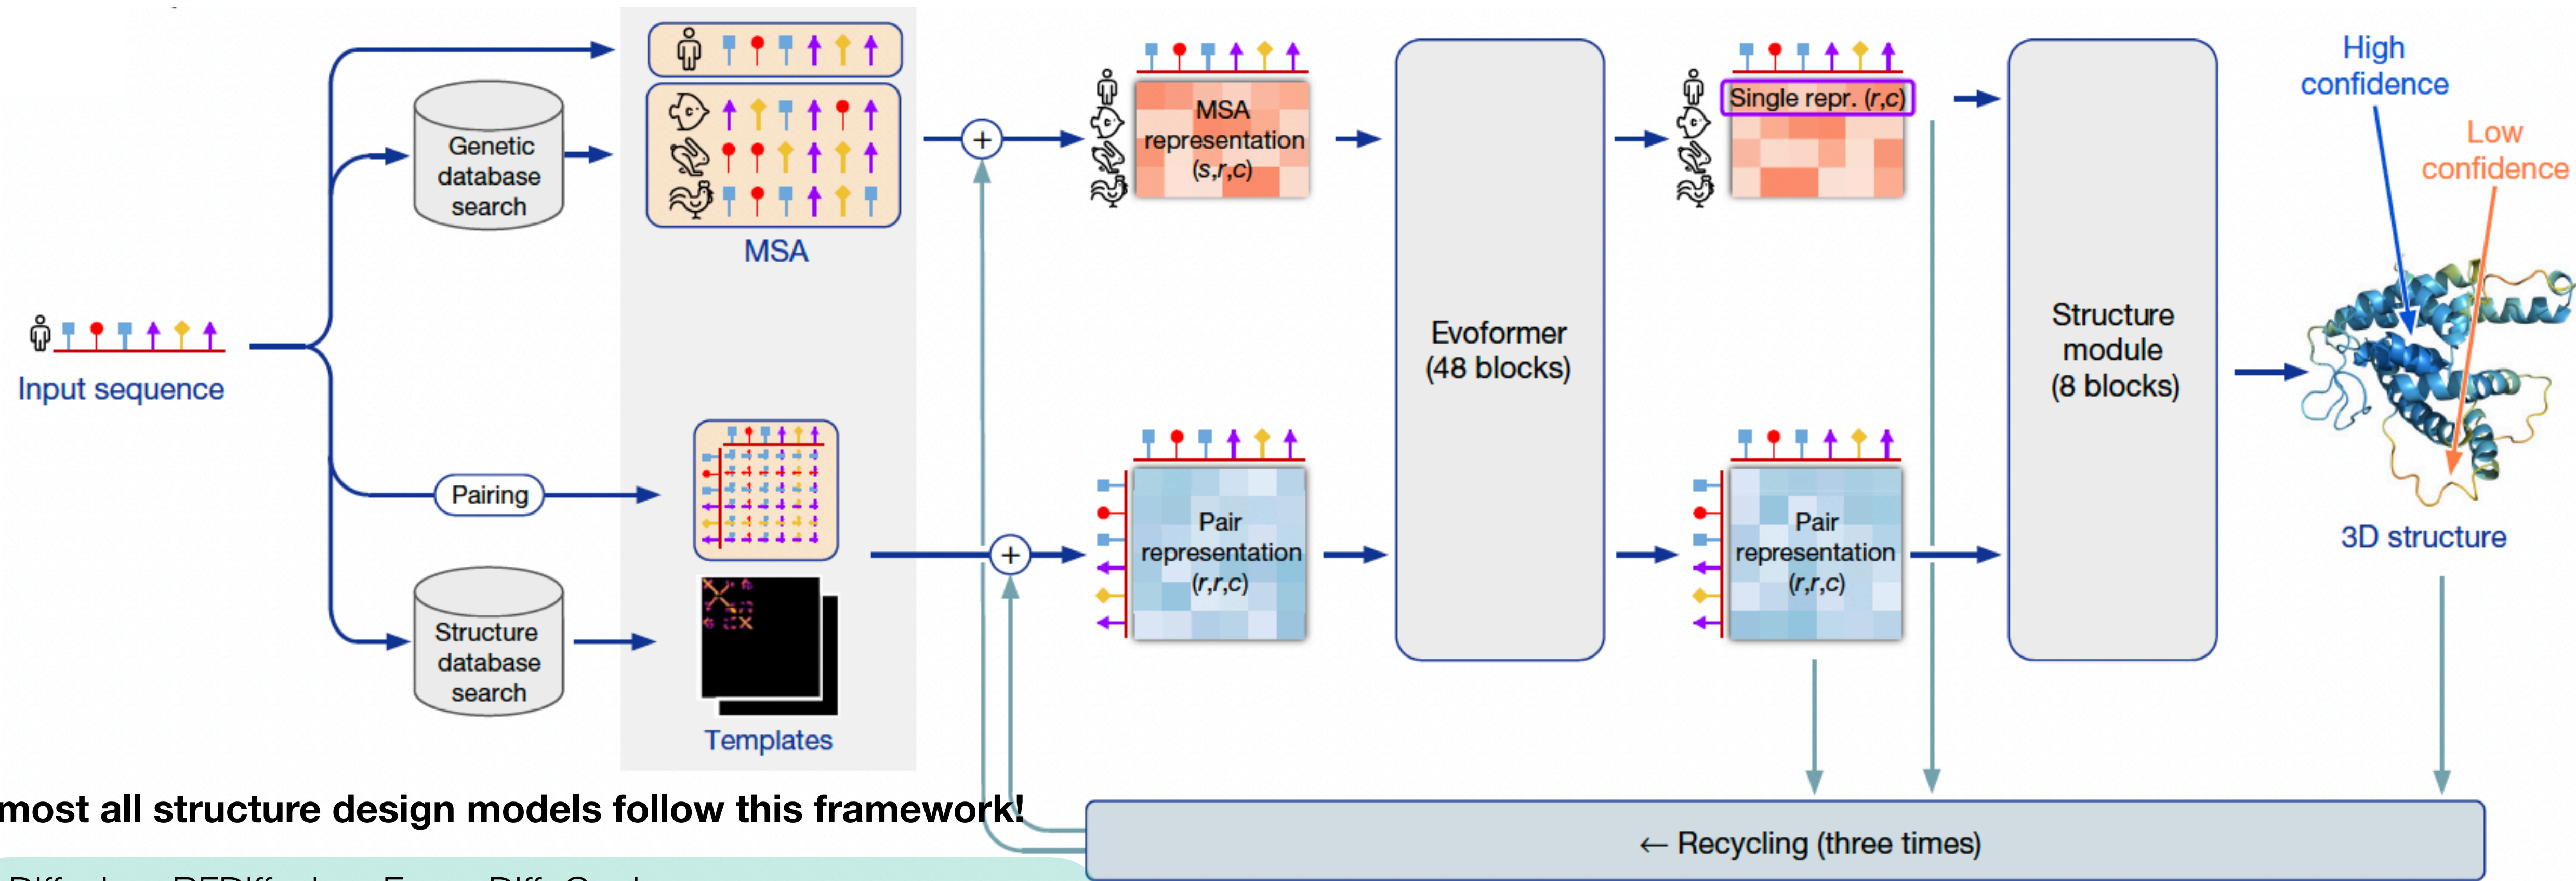 Input sequence
Genetic
database
search
Pairing
Structure
database
search
MSA
Templates
MSA
representation
(s,r,c)
Pair
representation
(r,r,c)
Evoformer
(48 blocks)
Single repr. (r,c)
Pair
representation
(r,r,c)
Structure
module
(8 blocks)
High
confidence
Low
confidence
3D structure
← Recycling (three times)
most all structure design models follow this framework!